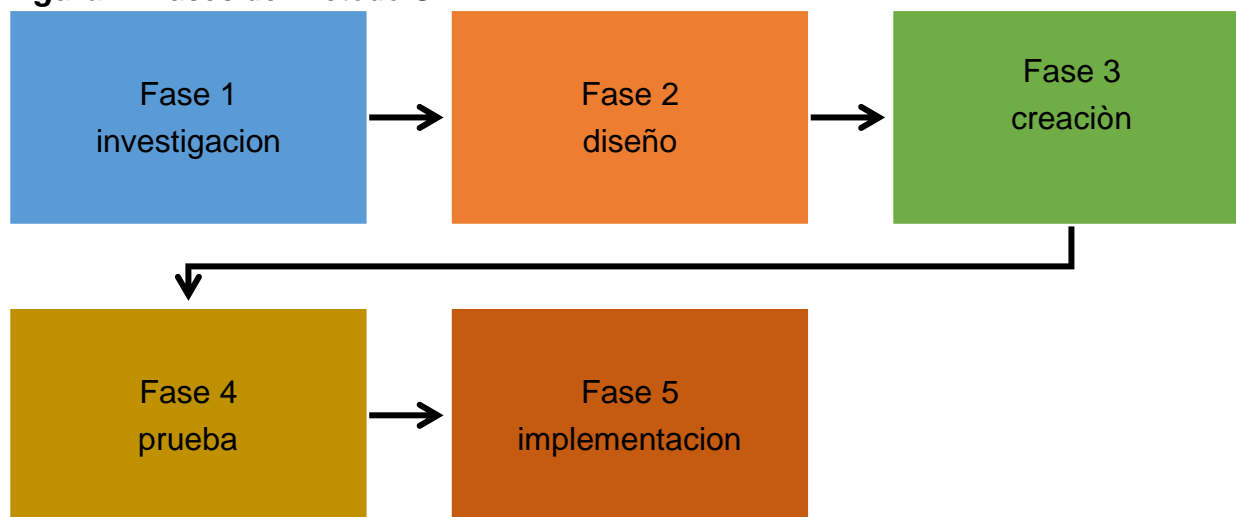 Fase 1
investigacion
Fase 2
diseño
Fase 3
creaciòn
Fase 4
prueba
Fase 5
implementacion